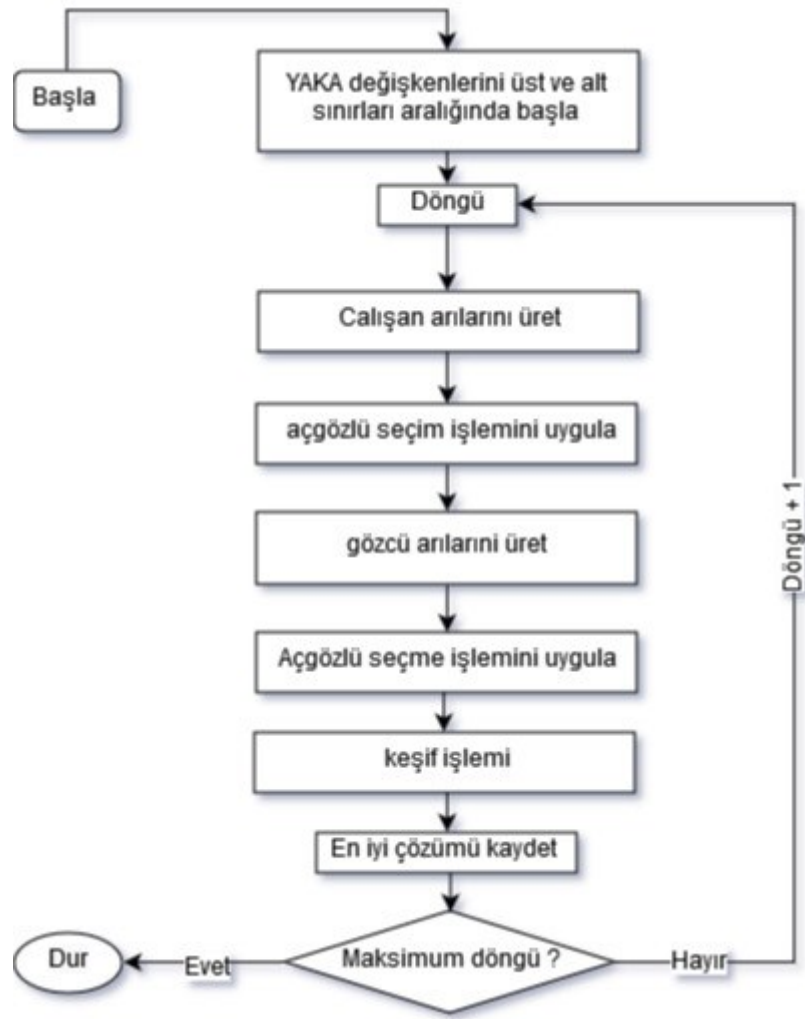 Başla
YAKA değişkenlerini üst ve alt
sınırları aralığında başla
Döngü
Calışan arılarını üret
açgözlü seçim işlemini uygula
gözcü arılarıni üret
Açgözlü seçme işlemini uygula
keşif işlemi
En iyi çözümü kaydet
Maksimum döngü ?
Evet
Dur
Hayır
Döngü + 1